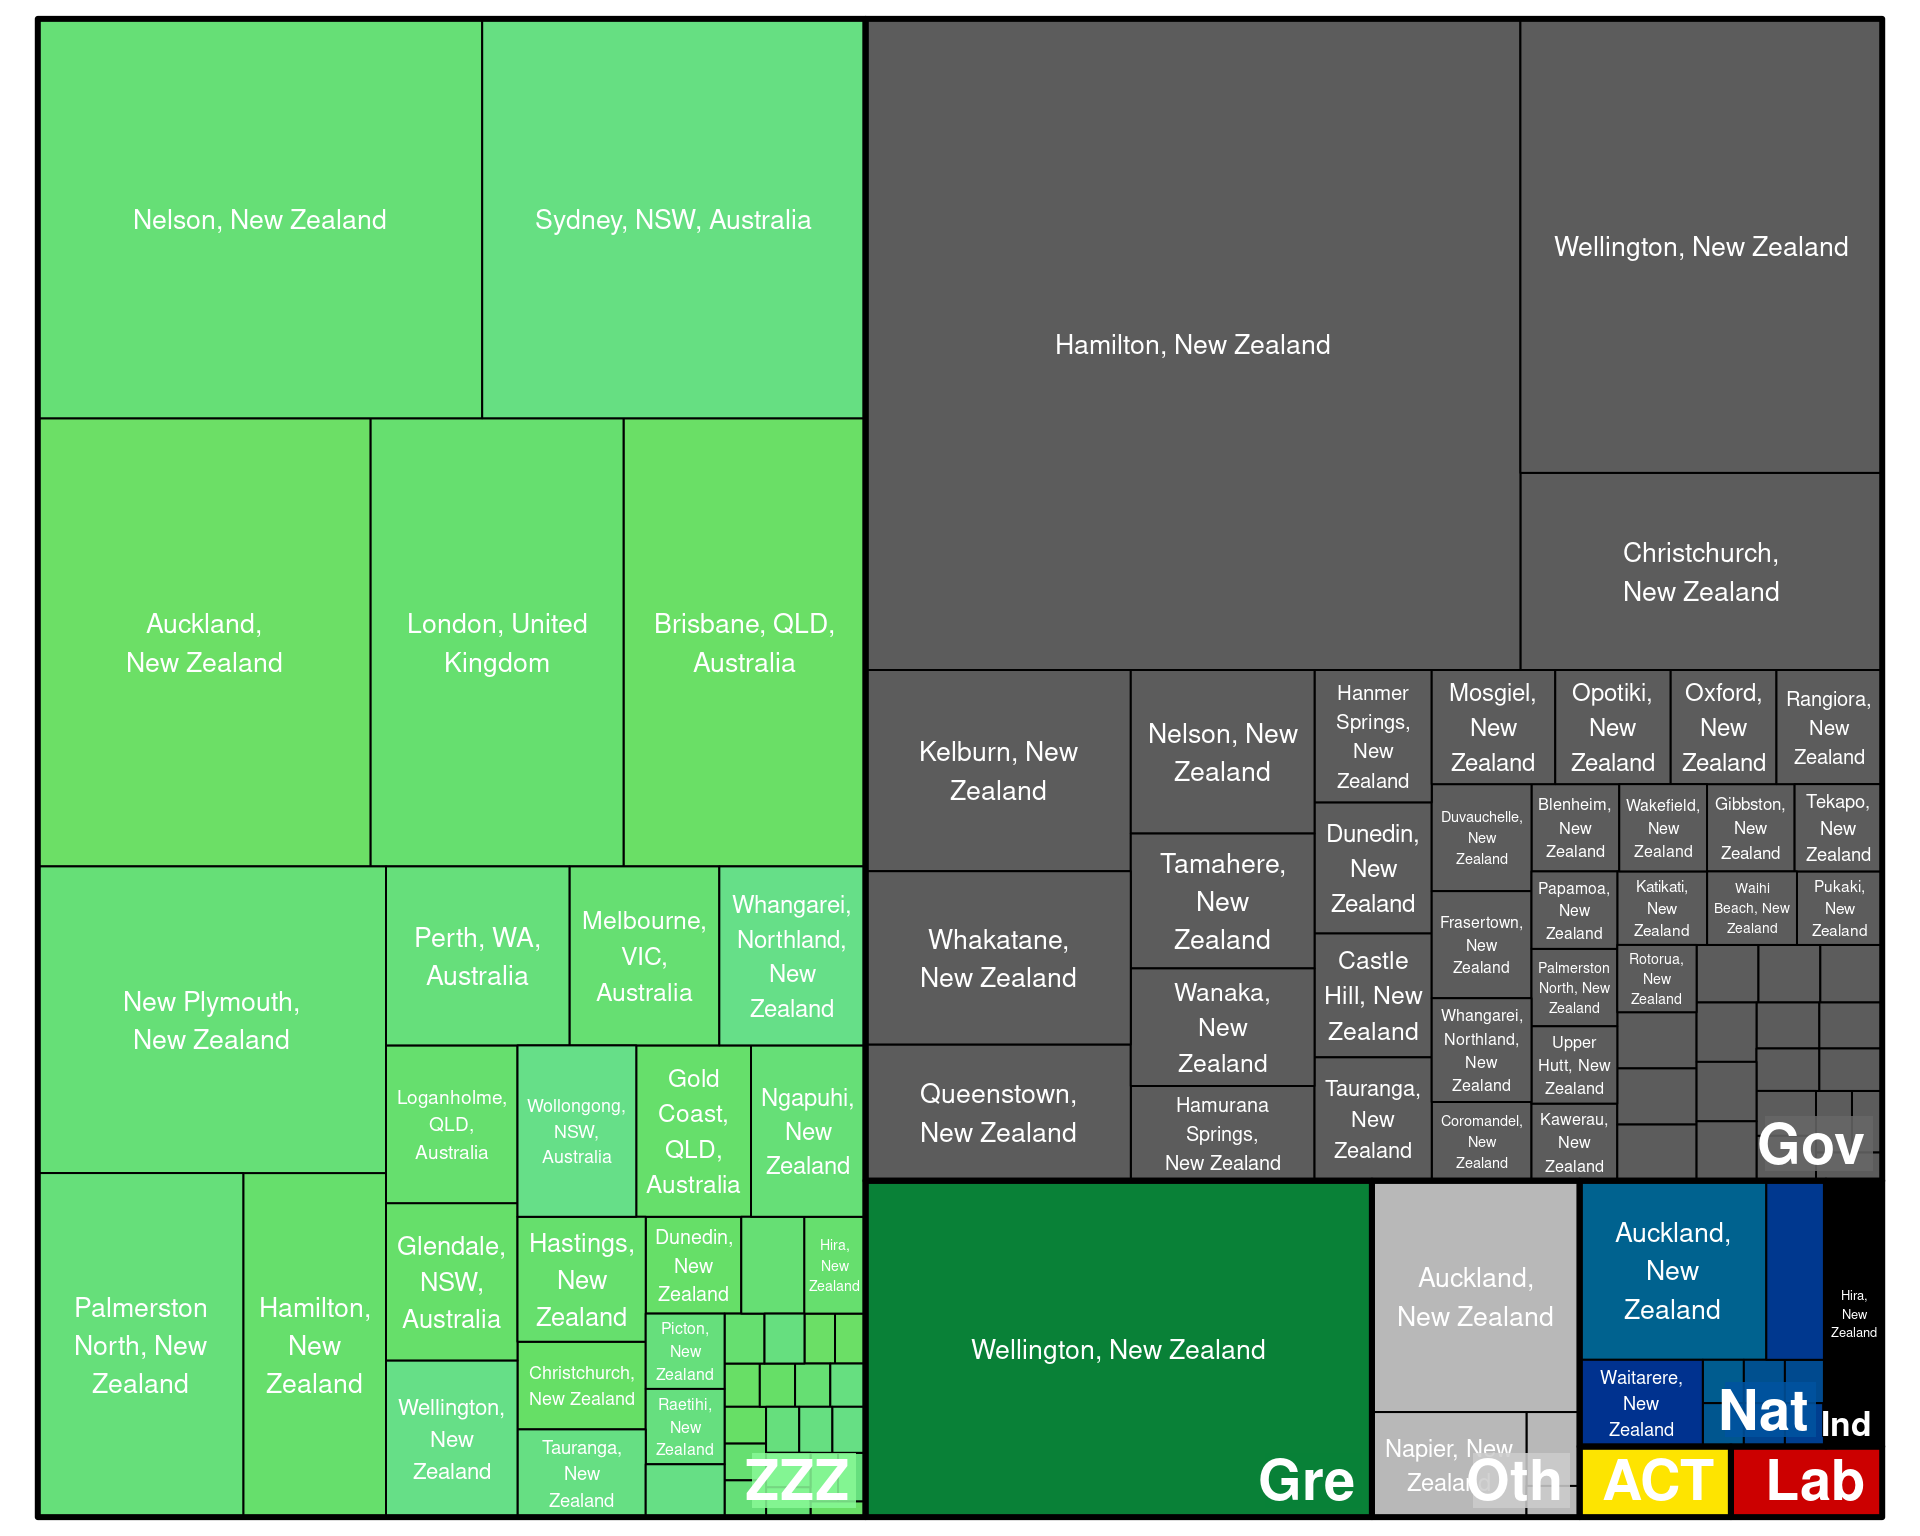 Nelson, New Zealand
Sydney, NSW, Australia
Auckland,
New Zealand
London, United
Kingdom
Brisbane, QLD,
Australia
New Plymouth,
New Zealand
Perth, WA,
Australia
Melbourne,
VIC,
Australia
Whangarei,
Northland,
New
Zealand
Loganholme,
QLD,
Australia
Wollongong,
NSW,
Australia
Gold
Coast,
QLD,
Australia
Ngapuhi,
New
Zealand
Palmerston
North, New
Zealand
Hamilton,
New
Zealand
Glendale,
NSW,
Australia
Wellington,
New
Zealand
Hastings,
New
Zealand
Christchurch,
New Zealand
Tauranga,
New
Zealand
Dunedin,
New
Zealand
Hira,
New
Zealand
Picton,
New
Zealand
Raetihi,
New
Zealand
ZZZ
Hamilton, New Zealand
Wellington, New Zealand
Christchurch,
New Zealand
Kelburn, New
Zealand
Whakatane,
New Zealand
Queenstown,
New Zealand
Nelson, New
Zealand
Tamahere,
New
Zealand
Wanaka,
New
Zealand
Hamurana
Springs,
New Zealand
Hanmer
Springs,
New
Zealand
Dunedin,
New
Zealand
Castle
Hill, New
Zealand
Tauranga,
New
Zealand
Mosgiel,
New
Zealand
Opotiki,
New
Zealand
Oxford,
New
Zealand
Rangiora,
New
Zealand
Duvauchelle,
New
Zealand
Frasertown,
New
Zealand
Whangarei,
Northland,
New
Zealand
Coromandel,
New
Zealand
Blenheim,
New
Zealand
Wakefield,
New
Zealand
Gibbston,
New
Zealand
Tekapo,
New
Zealand
Papamoa,
New
Zealand
Katikati,
New
Zealand
Waihi
Beach, New
Zealand
Pukaki,
New
Zealand
Palmerston
North, New
Zealand
Rotorua,
New
Zealand
Upper
Hutt, New
Zealand
Kawerau,
New
Zealand
Gov
Wellington, New Zealand
Gre
Auckland,
New Zealand
Napier, New
Zealand
Oth
Auckland,
New
Zealand
Waitarere,
New
Zealand
Nat
Hira,
New
Zealand
Ind
ACT
Lab